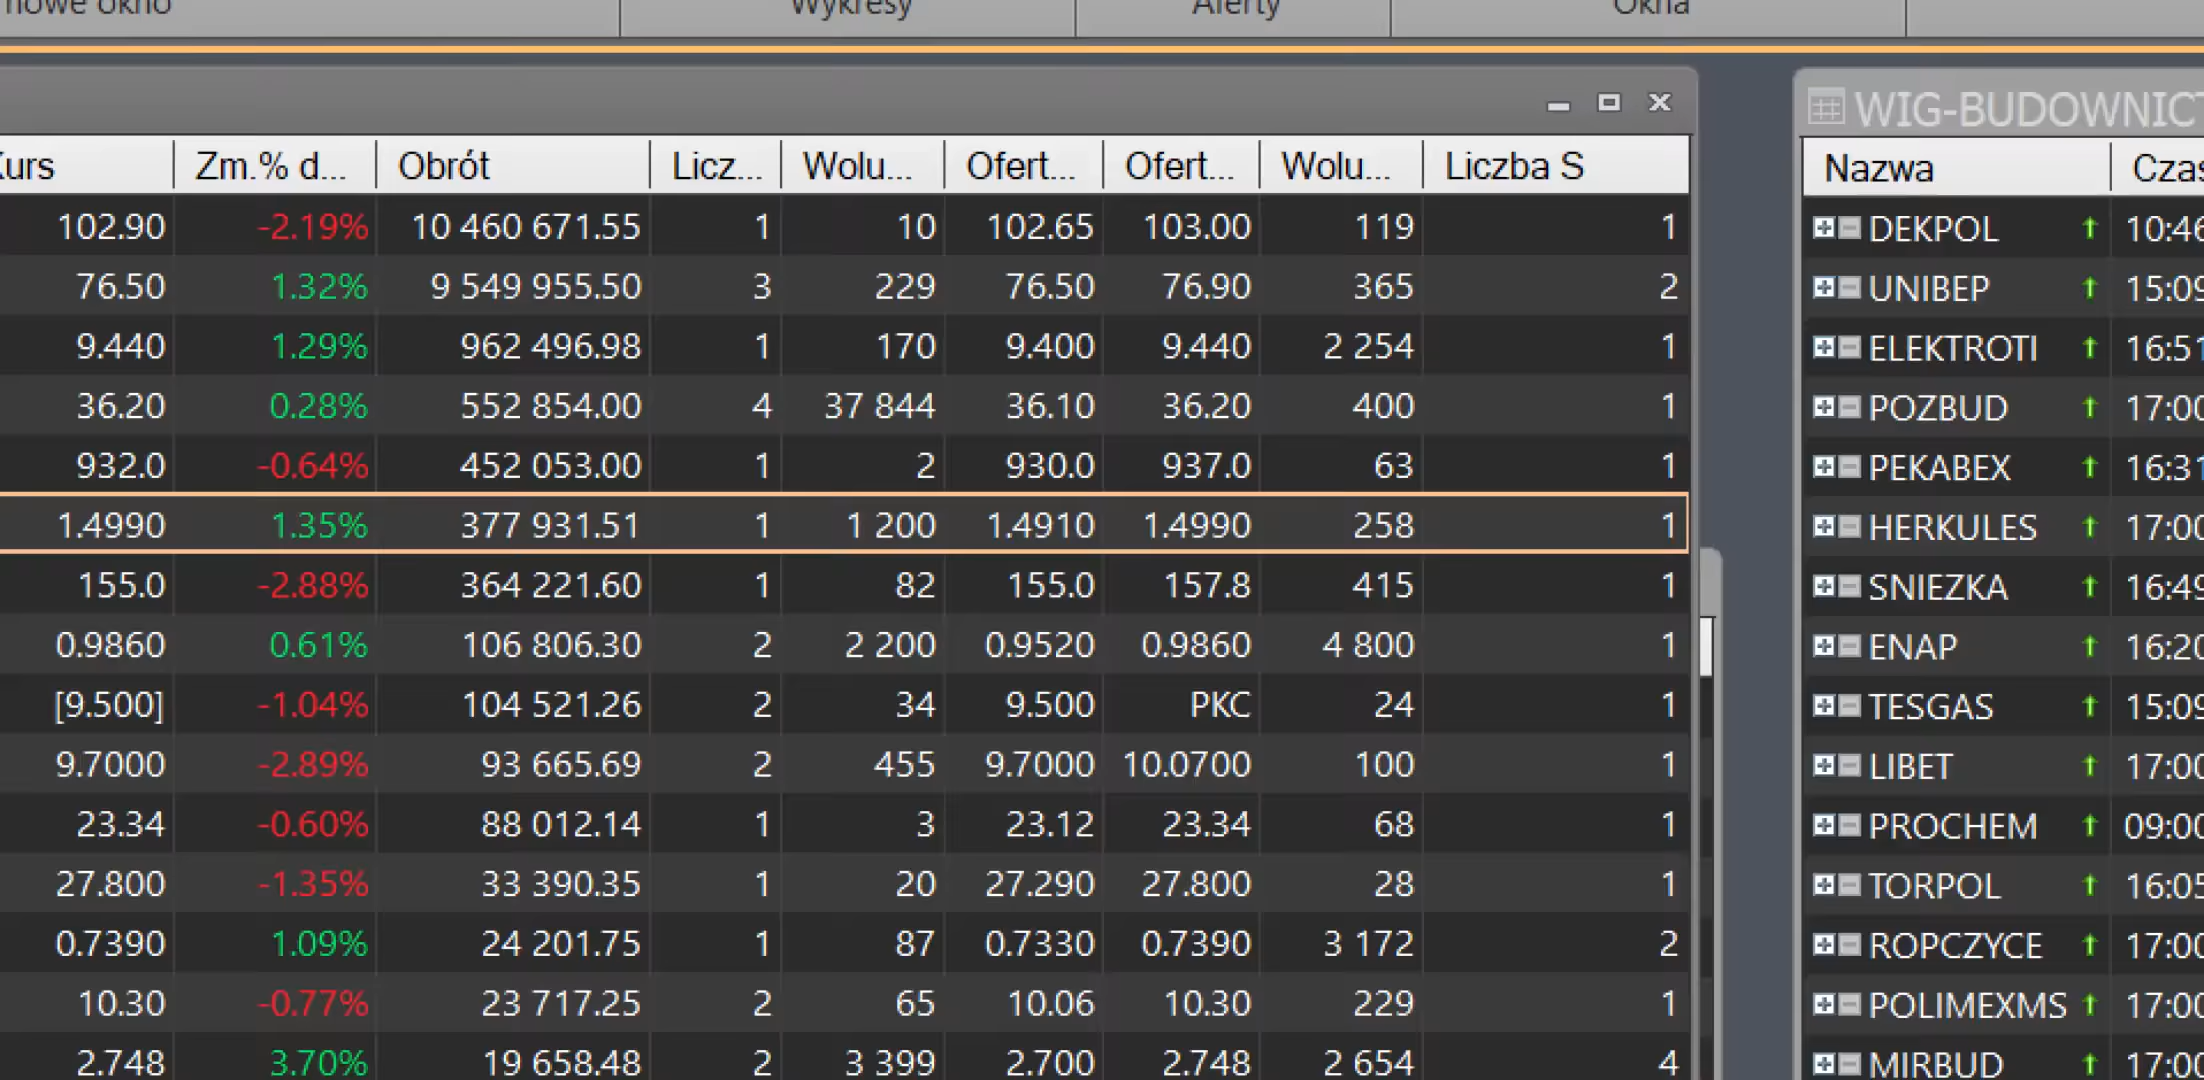 nowe okno Wykresy Alerty Okna
Kurs Zm.% d... Obrót Licz... Wolu... Ofert... Ofert... Wolu... Liczba S
102.90 -2.19% 10 460 671.55 1 10 102.65 103.00 119 1
76.50 1.32% 9 549 955.50 3 229 76.50 76.90 365 2
9.440 1.29% 962 496.98 1 170 9.400 9.440 2 254 1
36.20 0.28% 552 854.00 4 37 844 36.10 36.20 400 1
932.0 -0.64% 452 053.00 1 2 930.0 937.0 63 1
1.4990 1.35% 377 931.51 1 1 200 1.4910 1.4990 258 1
155.0 -2.88% 364 221.60 1 82 155.0 157.8 415 1
0.9860 0.61% 106 806.30 2 2 200 0.9520 0.9860 4 800 1
[9.500] -1.04% 104 521.26 2 34 9.500 PKC 24 1
9.7000 -2.89% 93 665.69 2 455 9.7000 10.0700 100 1
23.34 -0.60% 88 012.14 1 3 23.12 23.34 68 1
27.800 -1.35% 33 390.35 1 20 27.290 27.800 28 1
0.7390 1.09% 24 201.75 1 87 0.7330 0.7390 3 172 2
10.30 -0.77% 23 717.25 2 65 10.06 10.30 229 1
2.748 3.70% 19 658.48 2 3 399 2.700 2.748 2 654 4
WIG-BUDOWNICT
Nazwa Czas
DEKPOL ↑ 10:46
UNIBEP ↑ 15:09
ELEKTROTI ↑ 16:51
POZBUD ↑ 17:00
PEKABEX ↑ 16:31
HERKULES ↑ 17:00
SNIEZKA ↑ 16:49
ENAP ↑ 16:20
TESGAS ↑ 15:09
LIBET ↑ 17:00
PROCHEM ↑ 09:00
TORPOL ↑ 16:05
ROPCZYCE ↑ 17:00
POLIMEXMS ↑ 17:00
MIRBUD ↑ 17:00